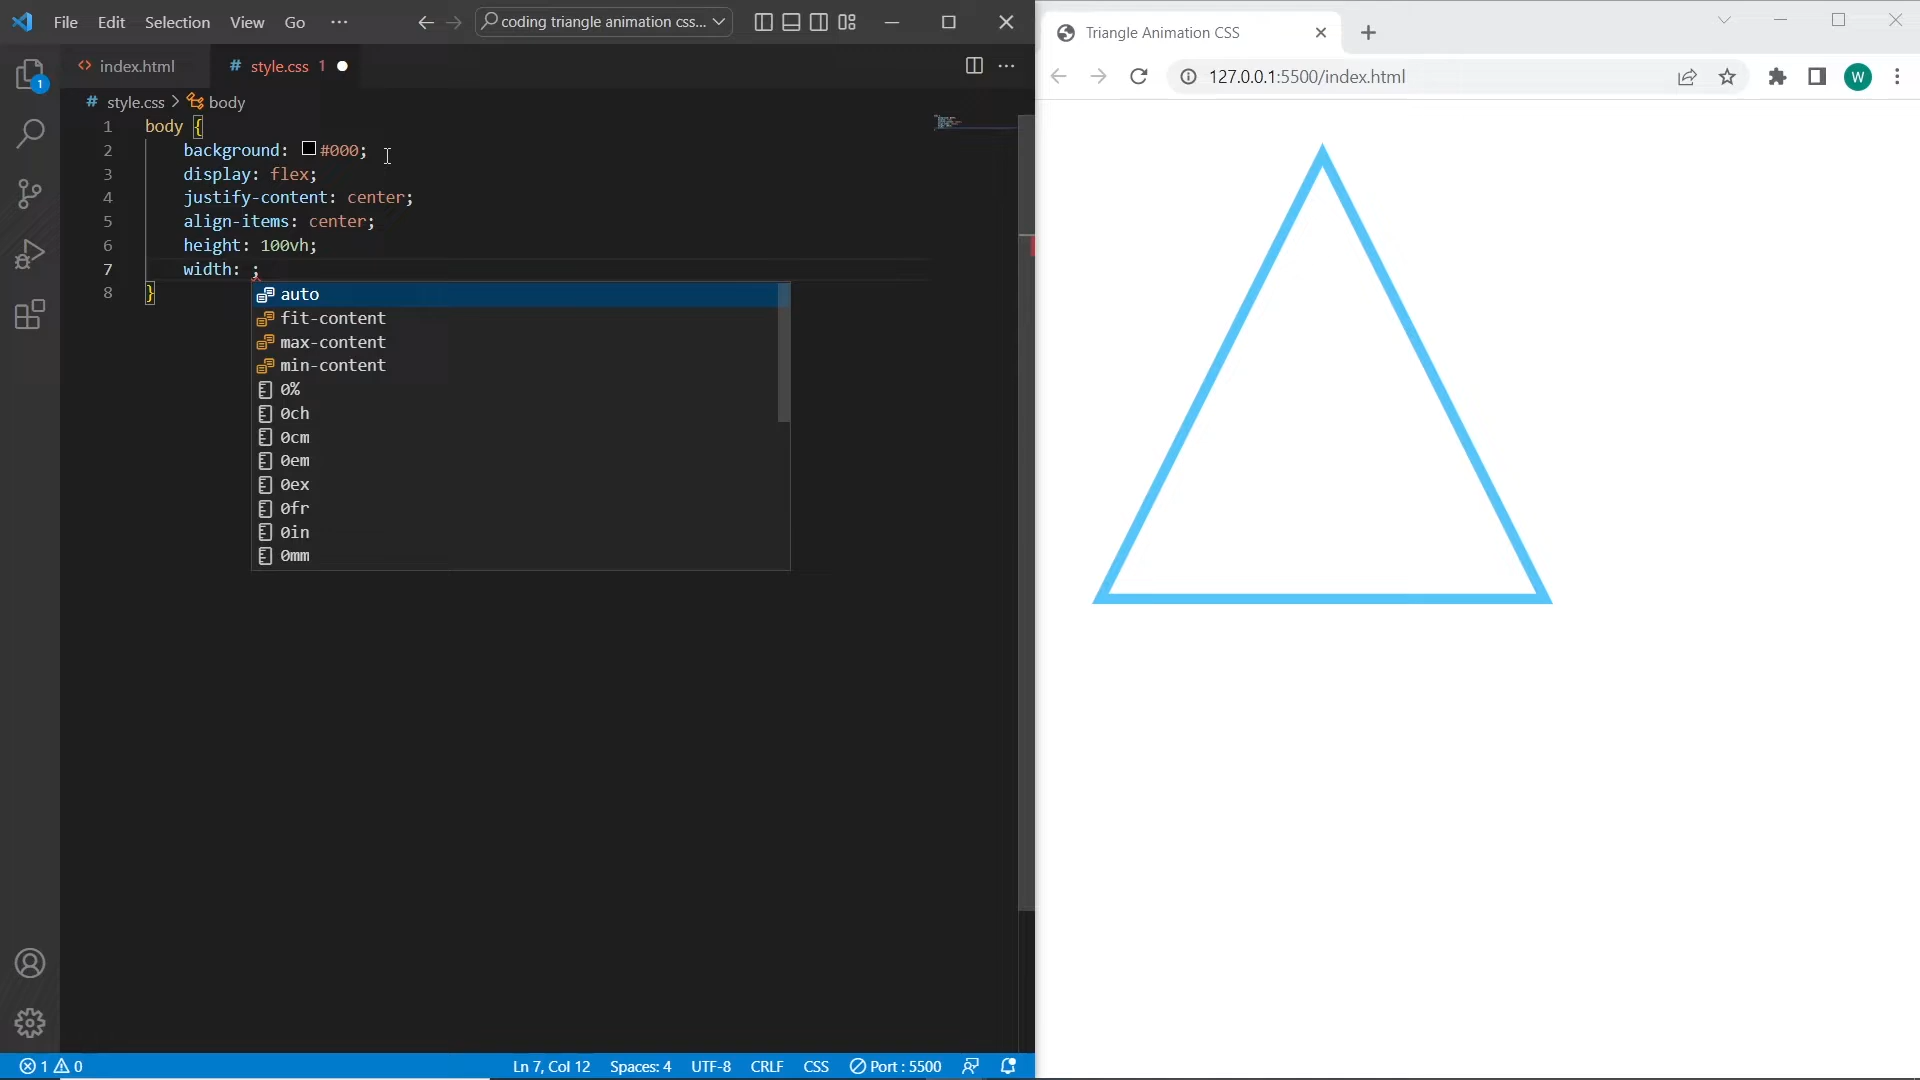 File Edit Selection View Go ···
coding triangle animation css...
index.html
# style.css 1
# style.css > body
1 body {
2 background: #000;
3 display: flex;
4 justify-content: center;
5 align-items: center;
6 height: 100vh;
7 width: ;
8 }
auto
fit-content
max-content
min-content
0%
0ch
0cm
0em
0ex
0fr
0in
0mm
1
1 0
Ln 7, Col 12 Spaces: 4 UTF-8 CRLF CSS Port : 5500
Triangle Animation CSS
127.0.0.1:5500/index.html
W